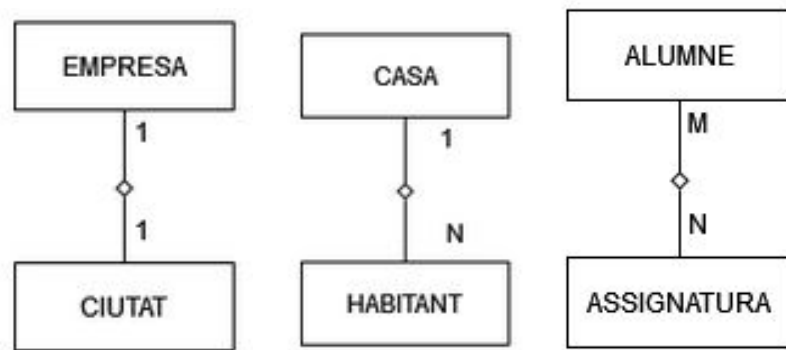 EMPRESA
1
1
CIUTAT
CASA
1
N
HABITANT
ALUMNE
M
N
ASSIGNATURA